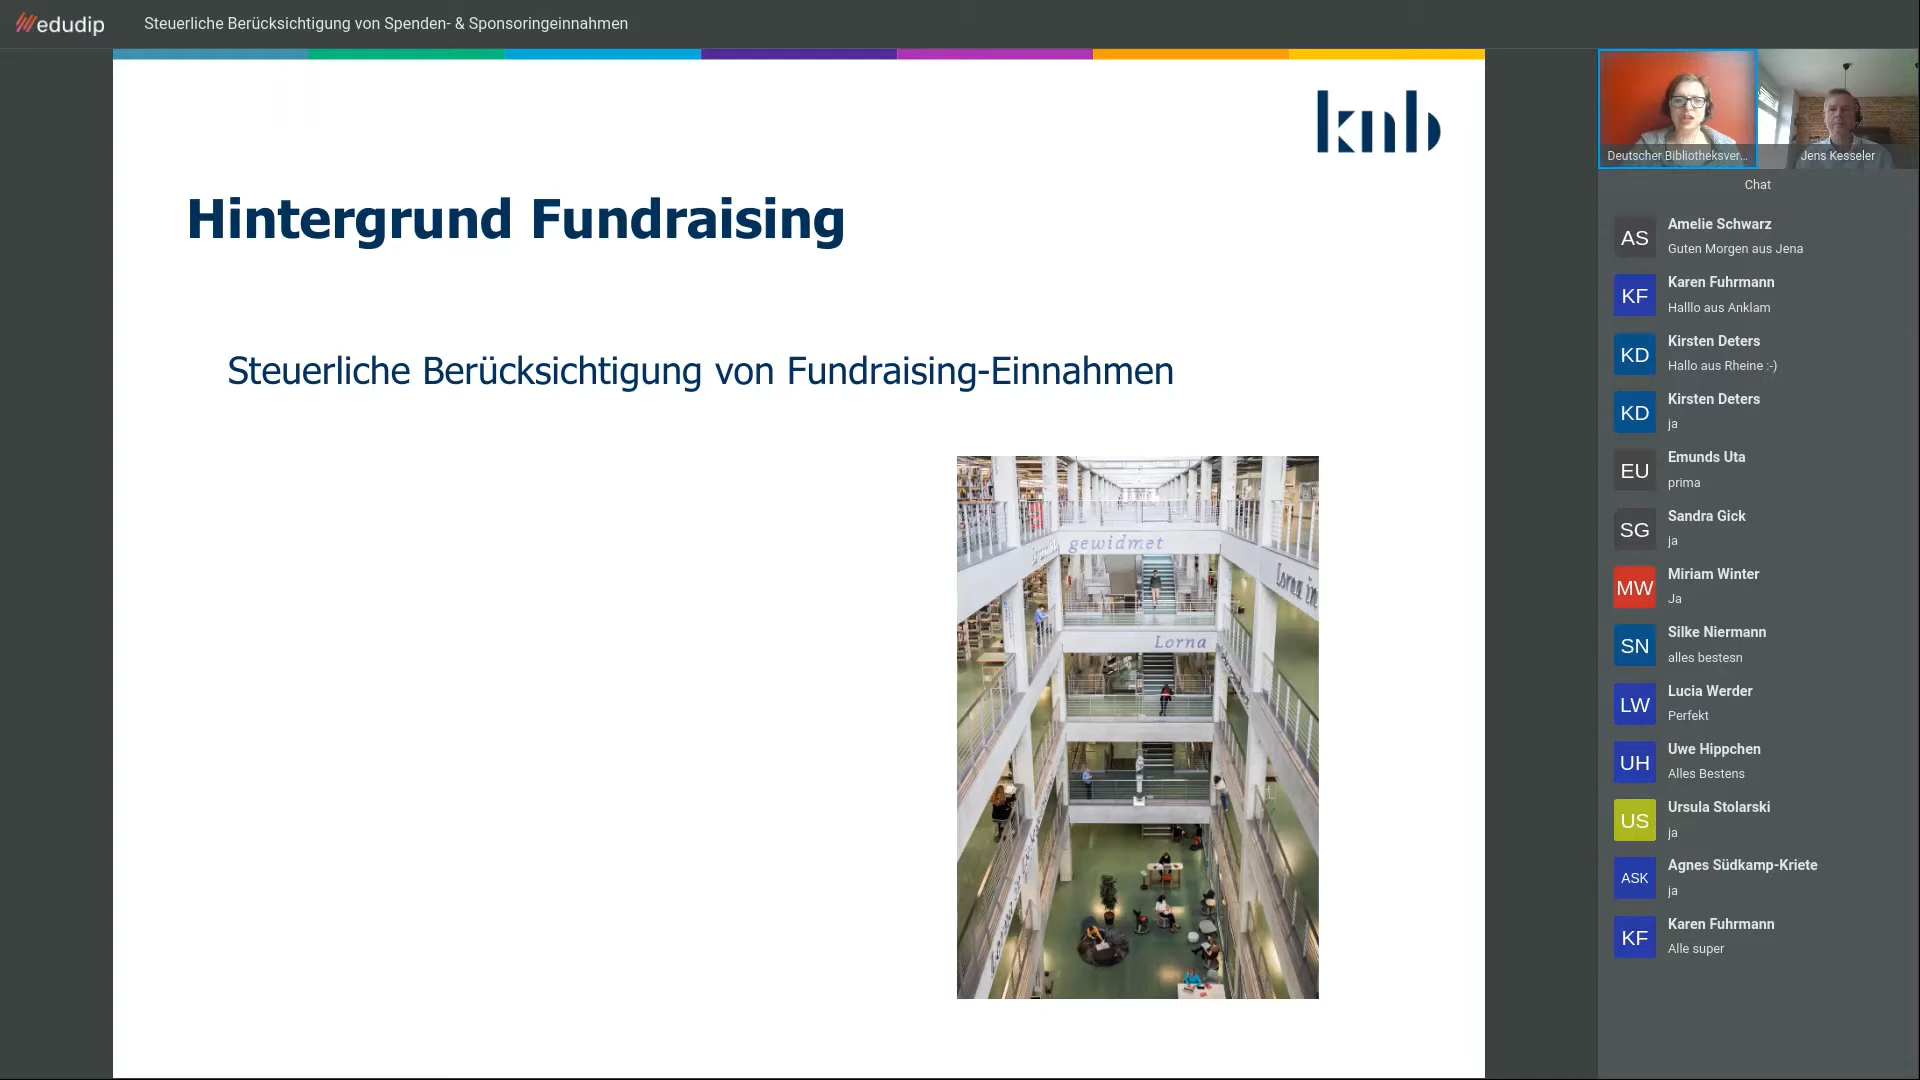 edudip
Steuerliche Berücksichtigung von Spenden- & Sponsoringeinnahmen
knb
Hintergrund Fundraising
Steuerliche Berücksichtigung von Fundraising-Einnahmen
gewidmet
Lorna in
Lorna
Deutscher Bibliotheksver...
Jens Kesseler
Chat
AS
Amelie Schwarz
Guten Morgen aus Jena
KF
Karen Fuhrmann
Halllo aus Anklam
KD
Kirsten Deters
Hallo aus Rheine :-)
KD
Kirsten Deters
ja
EU
Emunds Uta
prima
SG
Sandra Gick
ja
MW
Miriam Winter
Ja
SN
Silke Niermann
alles bestesn
LW
Lucia Werder
Perfekt
UH
Uwe Hippchen
Alles Bestens
US
Ursula Stolarski
ja
ASK
Agnes Südkamp-Kriete
ja
KF
Karen Fuhrmann
Alle super